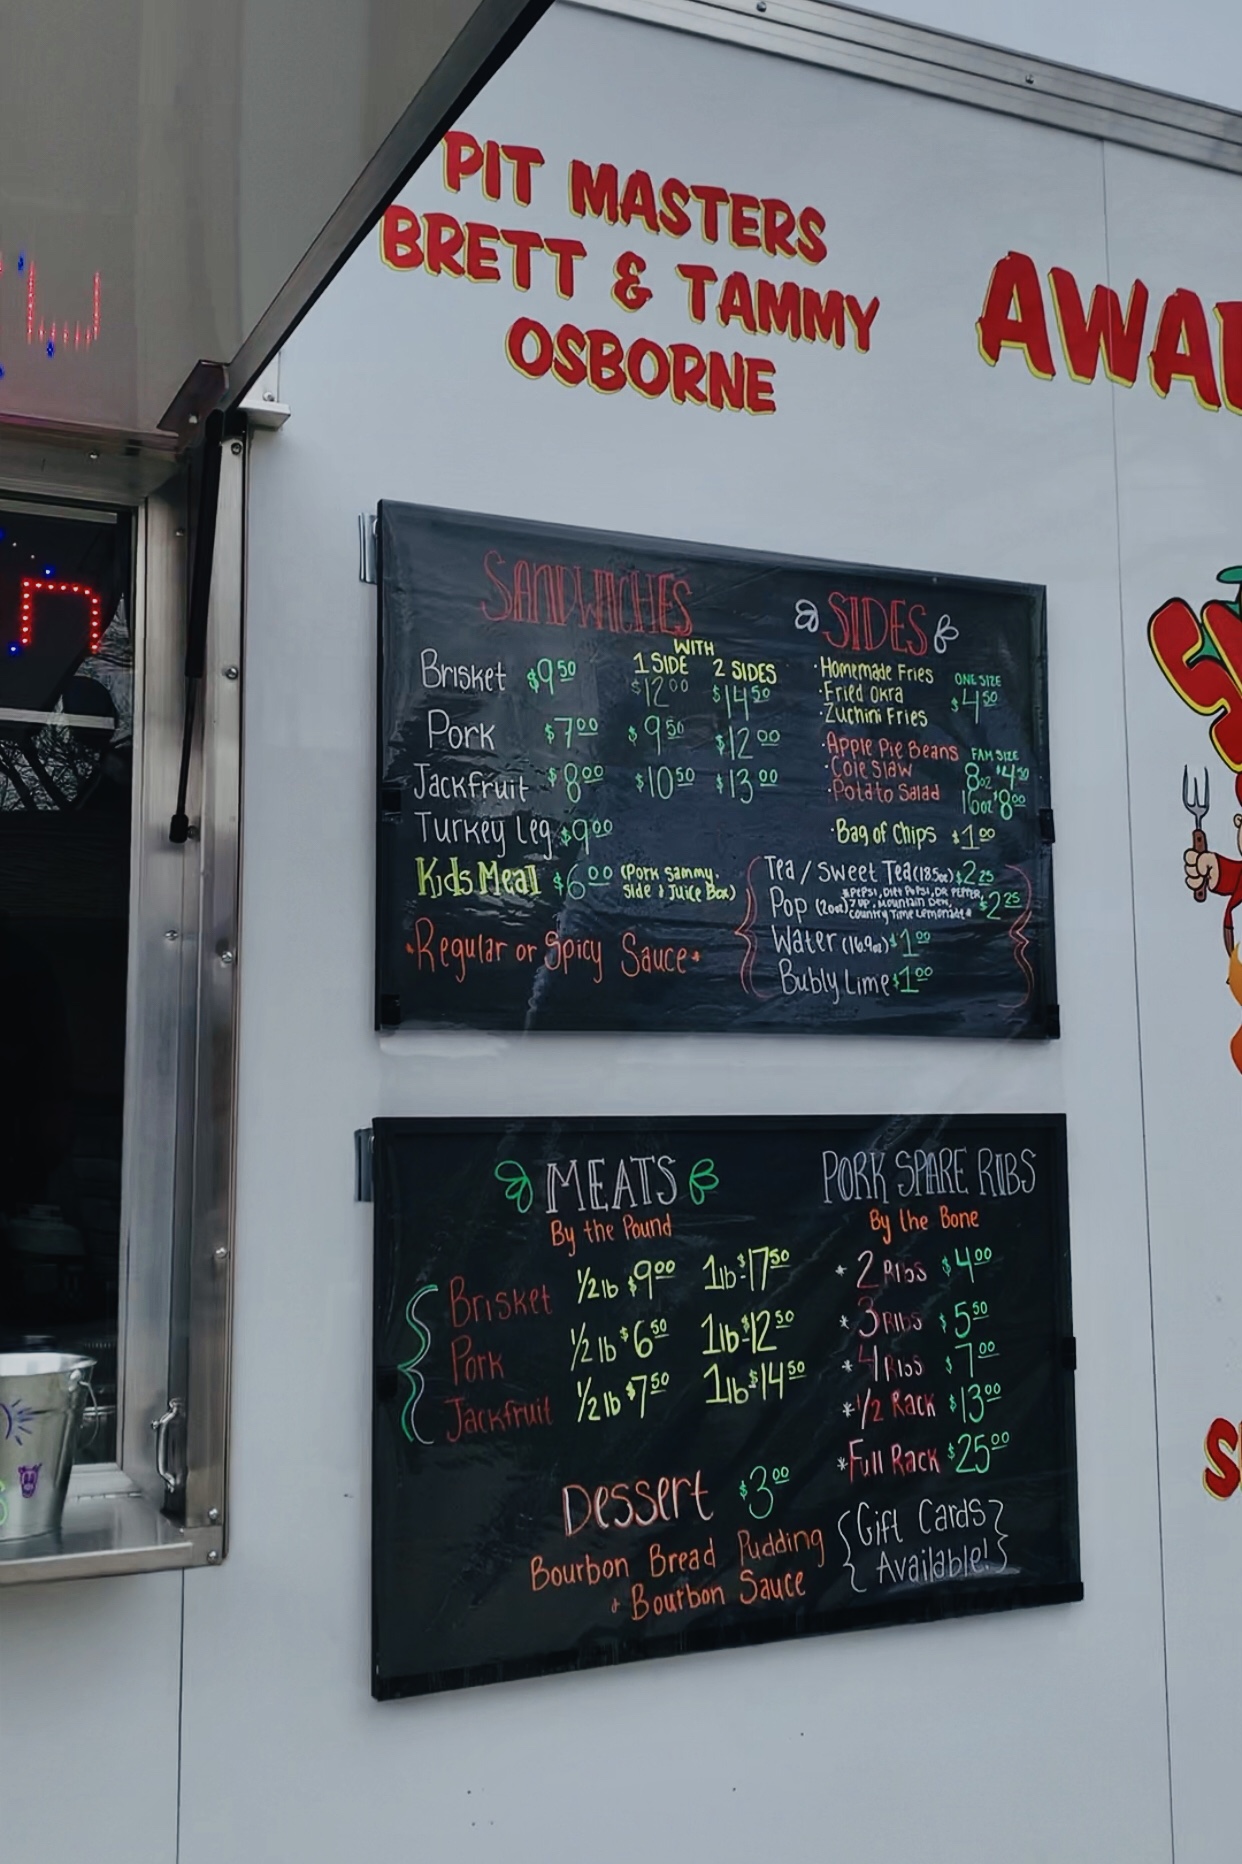 PIT MASTERS
BRETT & TAMMY
OSBORNE
SANDWICHES
WITH
1 SIDE 2 SIDES
Brisket $9.50 $12.00 $14.50
Pork $7.00 $9.50 $12.00
Jackfruit $8.00 $10.50 $13.00
Turkey Leg $9.00
Kids Meal $6.00 (Pork Sammy,
Side & Juice Box)
•Regular or Spicy Sauce•
SIDES
•Homemade Fries
•Fried Okra
•Zuchini Fries
ONE SIZE
$4.50
•Apple Pie Beans
•Cole Slaw
•Potato Salad
FAM SIZE
8oz $4.50
16oz $8.00
•Bag of Chips $1.00
Tea / Sweet Tea (18.5oz) $2.25
Pop (20oz) *Pepsi, Diet Pepsi, Dr Pepper,
7up, Mountain Dew,
Country Time Lemonade* $2.25
Water (16.9oz) $1.00
Bubly Lime $1.00
MEATS
By the Pound
Brisket 1/2 lb $9.00 1lb-$17.50
Pork 1/2 lb $6.50 1lb-$12.50
Jackfruit 1/2 lb $7.50 1lb $14.50
Dessert $3.00
Bourbon Bread Pudding
& Bourbon Sauce
PORK SPARE RIBS
By the Bone
* 2 Ribs $4.00
* 3 Ribs $5.50
* 4 Ribs $7.00
* 1/2 Rack $13.00
* Full Rack $25.00
{Gift Cards
Available!}